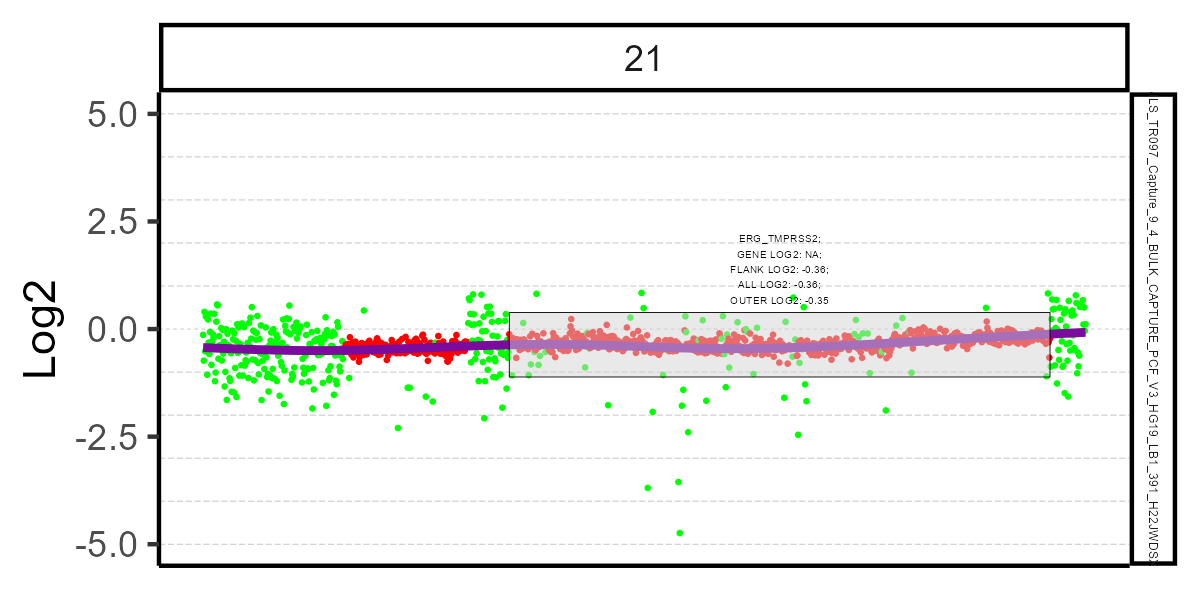 21
5.0
2.5
0.0
-2.5
-5.0
Log2
ERG_TMPRSS2;
GENE LOG2: NA;
FLANK LOG2: -0.36;
ALL LOG2: -0.36;
OUTER LOG2: -0.35
LS_TR097_Capture_9_4_BULK_CAPTURE_PCF_V3_HG19_LB1_391_H22JWDS